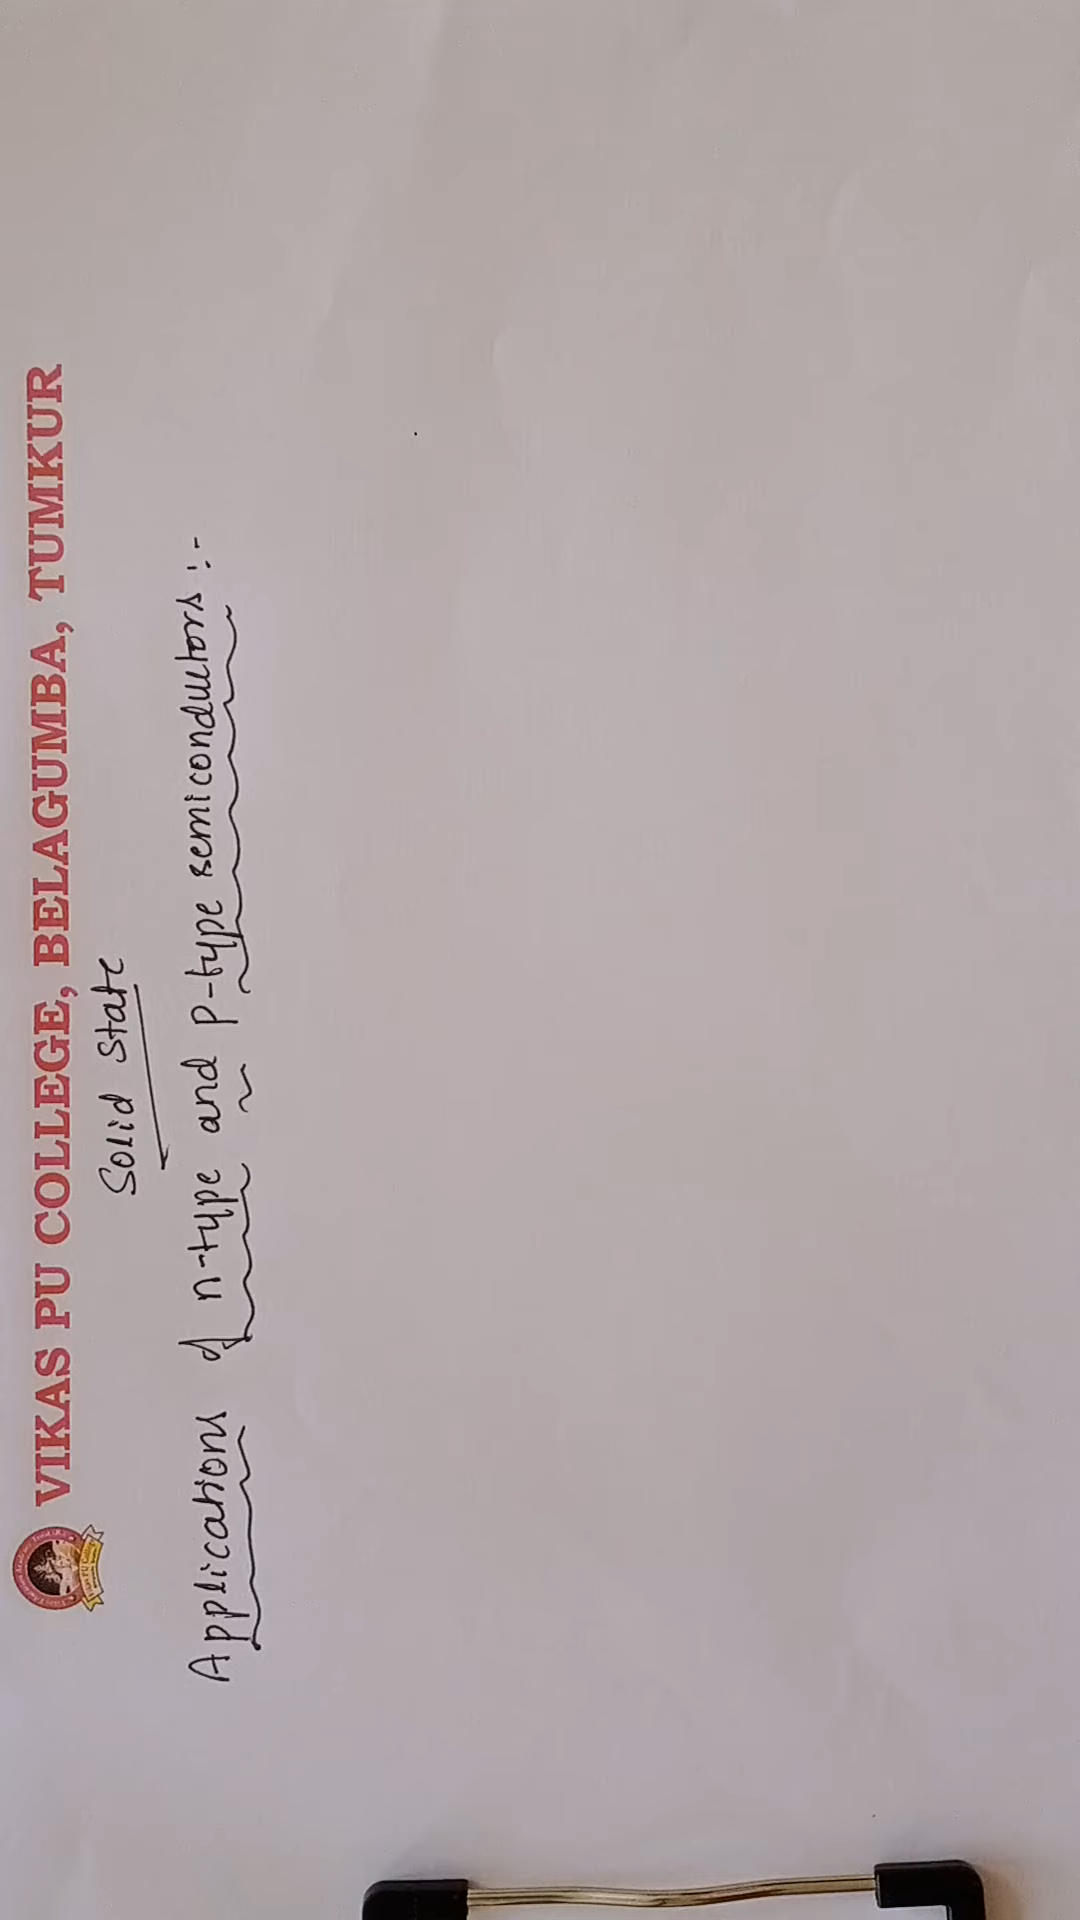 VIKAS PU COLLEGE, BELAGUMBA, TUMKUR
Solid State
Applications of n-type and p-type semiconductors :-